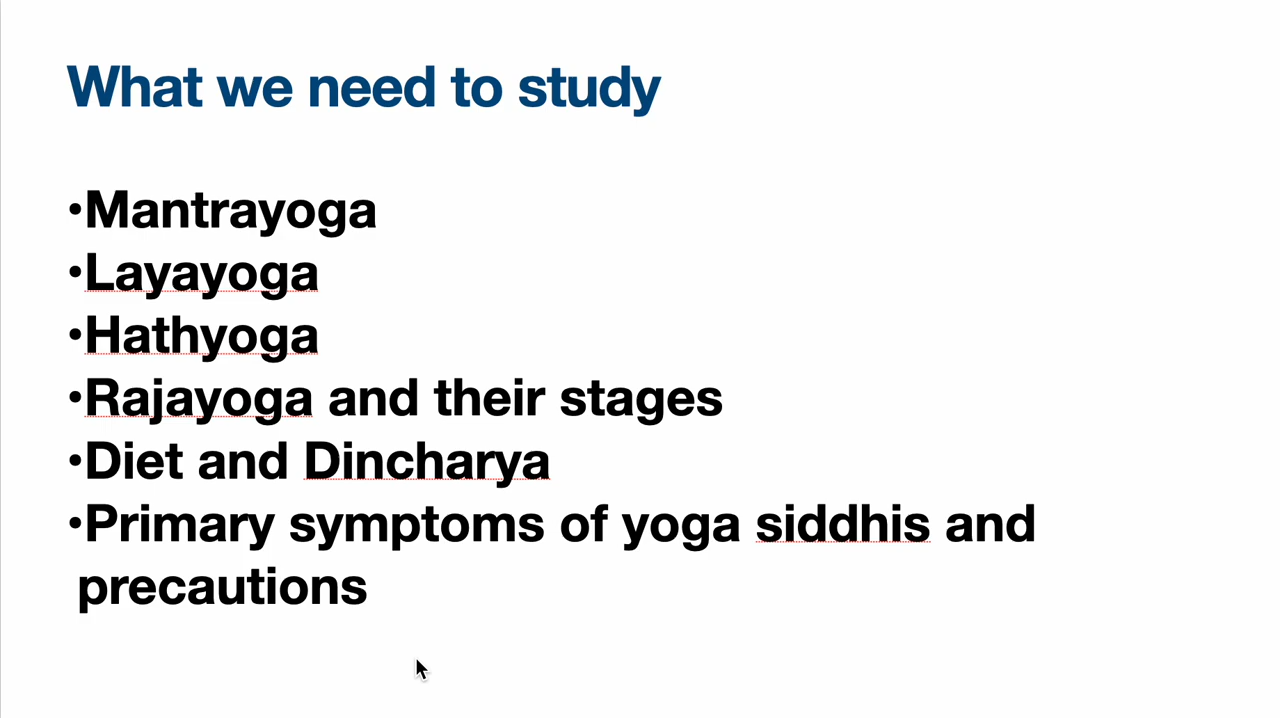 What we need to study
•Mantrayoga
•Layayoga
•Hathyoga
•Rajayoga and their stages
•Diet and Dincharya
•Primary symptoms of yoga siddhis and
precautions